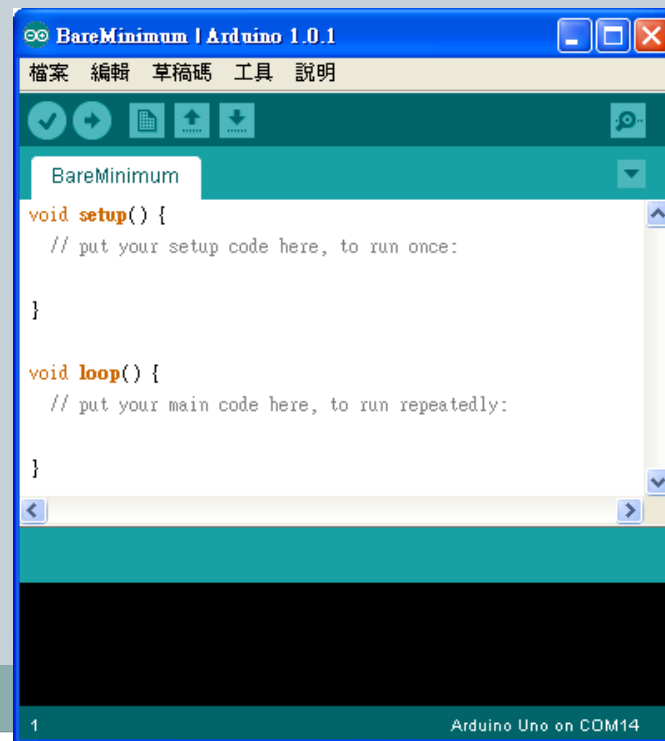 BareMinimum | Arduino 1.0.1
檔案 編輯 草稿碼 工具 說明
BareMinimum
void setup() {
  // put your setup code here, to run once:
}
void loop() {
  // put your main code here, to run repeatedly:
}
1 Arduino Uno on COM14